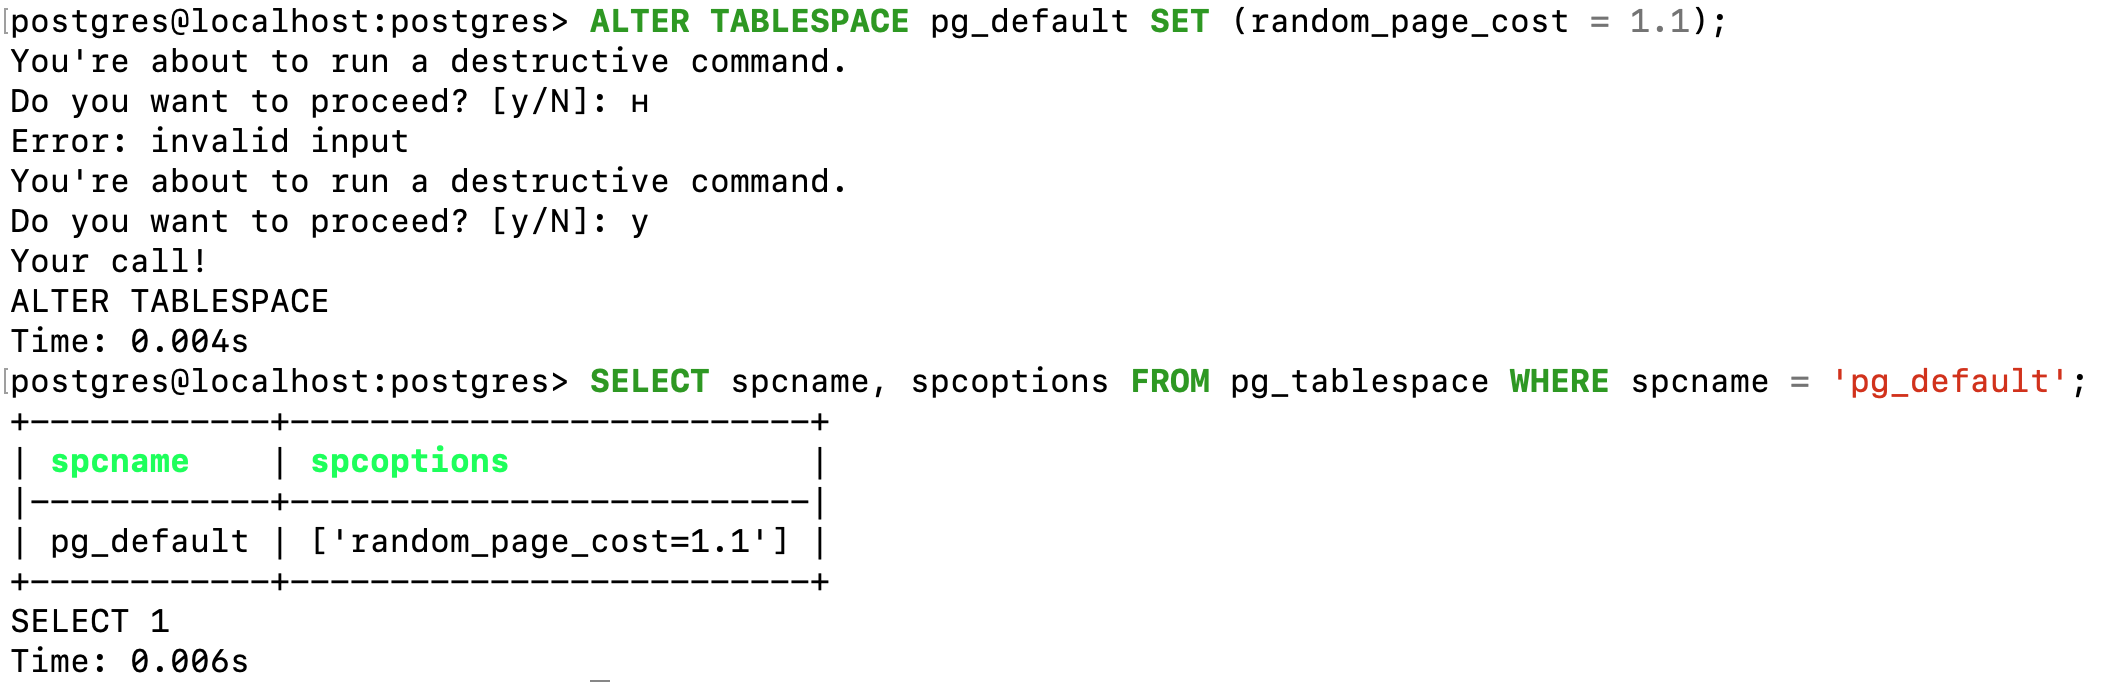 postgres@localhost:postgres> ALTER TABLESPACE pg_default SET (random_page_cost = 1.1);
You're about to run a destructive command.
Do you want to proceed? [y/N]: н
Error: invalid input
You're about to run a destructive command.
Do you want to proceed? [y/N]: y
Your call!
ALTER TABLESPACE
Time: 0.004s
postgres@localhost:postgres> SELECT spcname, spcoptions FROM pg_tablespace WHERE spcname = 'pg_default';
+------------+--------------------------+
| spcname    | spcoptions               |
|------------+--------------------------|
| pg_default | ['random_page_cost=1.1'] |
+------------+--------------------------+
SELECT 1
Time: 0.006s